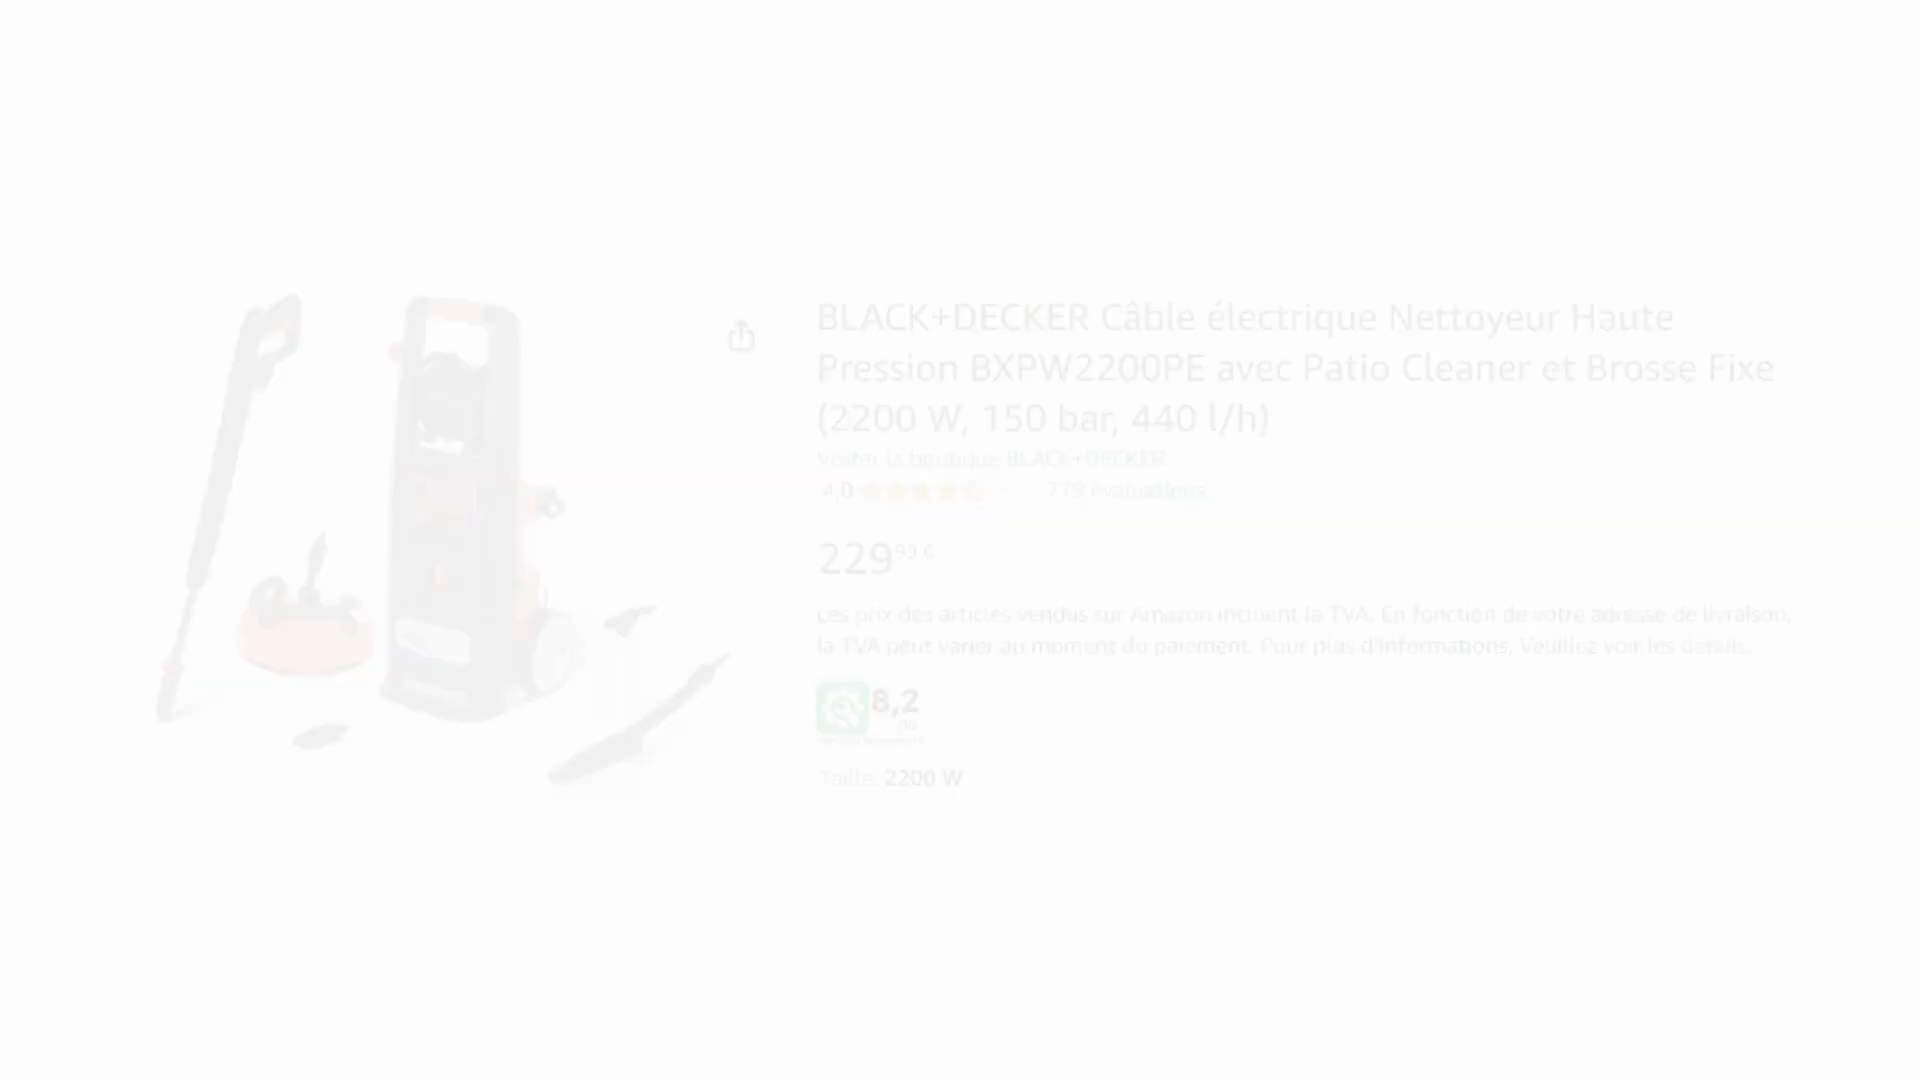 BLACK+DECKER Câble électrique Nettoyeur Haute
Pression BXPW2200PE avec Patio Cleaner et Brosse Fixe
(2200 W, 150 bar, 440 l/h)
Visiter la boutique BLACK+DECKER
4,0 779 évaluations
229,99 €
Les prix des articles vendus sur Amazon incluent la TVA. En fonction de votre adresse de livraison,
la TVA peut varier au moment du paiement. Pour plus d'informations, Veuillez voir les détails.
8,2
/10
Taille: 2200 W